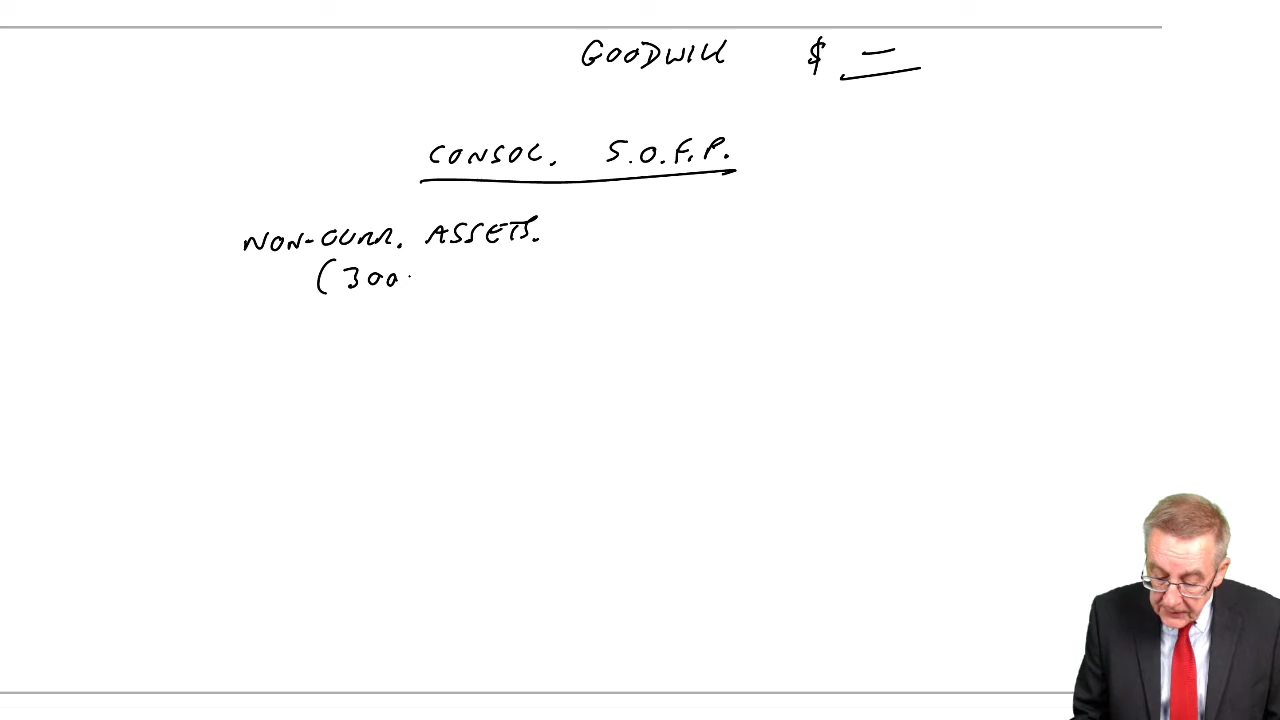 GOODWILL $ —
CONSOL. S.O.F.P.
NON-CURR. ASSETS.
(300.